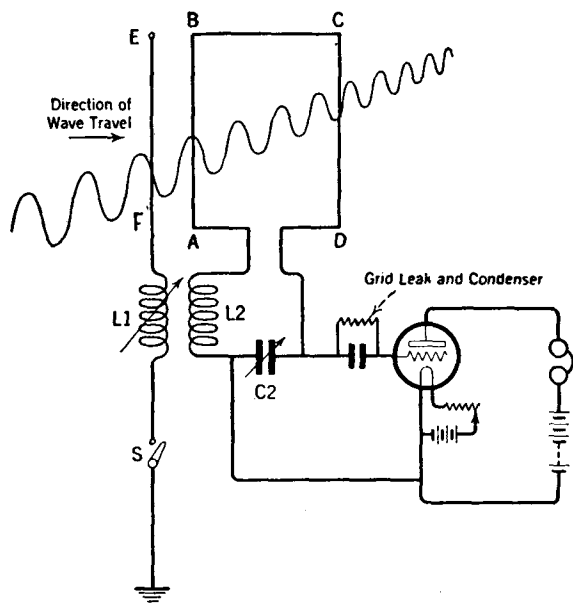 E
B
C
Direction of
Wave Travel
F
A
D
Grid Leak and Condenser
L1
L2
C2
S